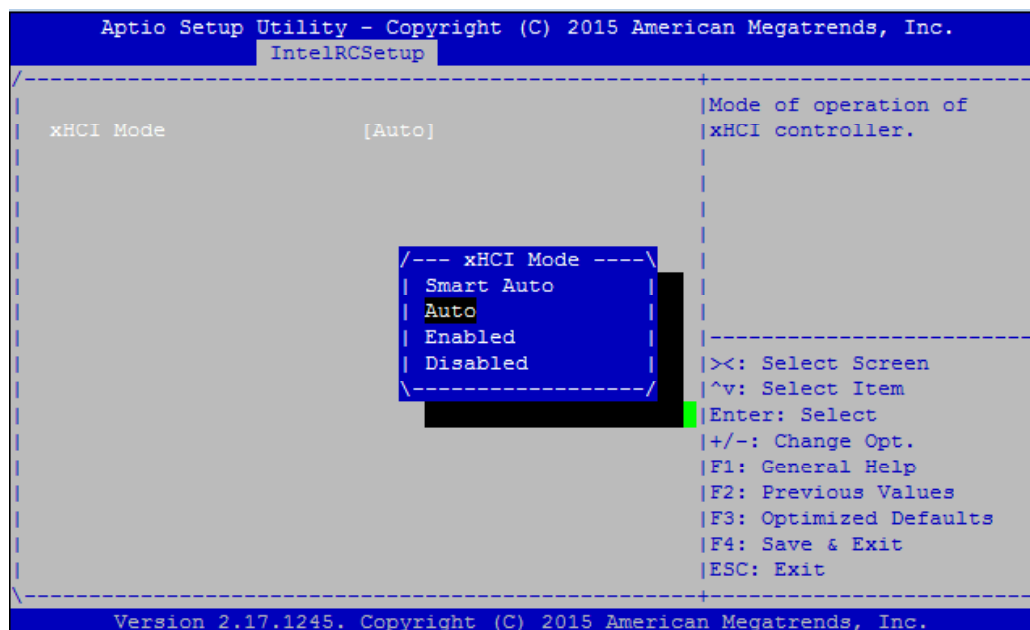 Aptio Setup Utility – Copyright (C) 2015 American Megatrends, Inc.
IntelRCSetup
Mode of operation of
xHCI Mode [Auto] xHCI controller.
/--- xHCI Mode ----\
Smart Auto
Auto
Enabled
Disabled
><: Select Screen
^v: Select Item
Enter: Select
+/-: Change Opt.
F1: General Help
F2: Previous Values
F3: Optimized Defaults
F4: Save & Exit
ESC: Exit
Version 2.17.1245. Copyright (C) 2015 American Megatrends, Inc.